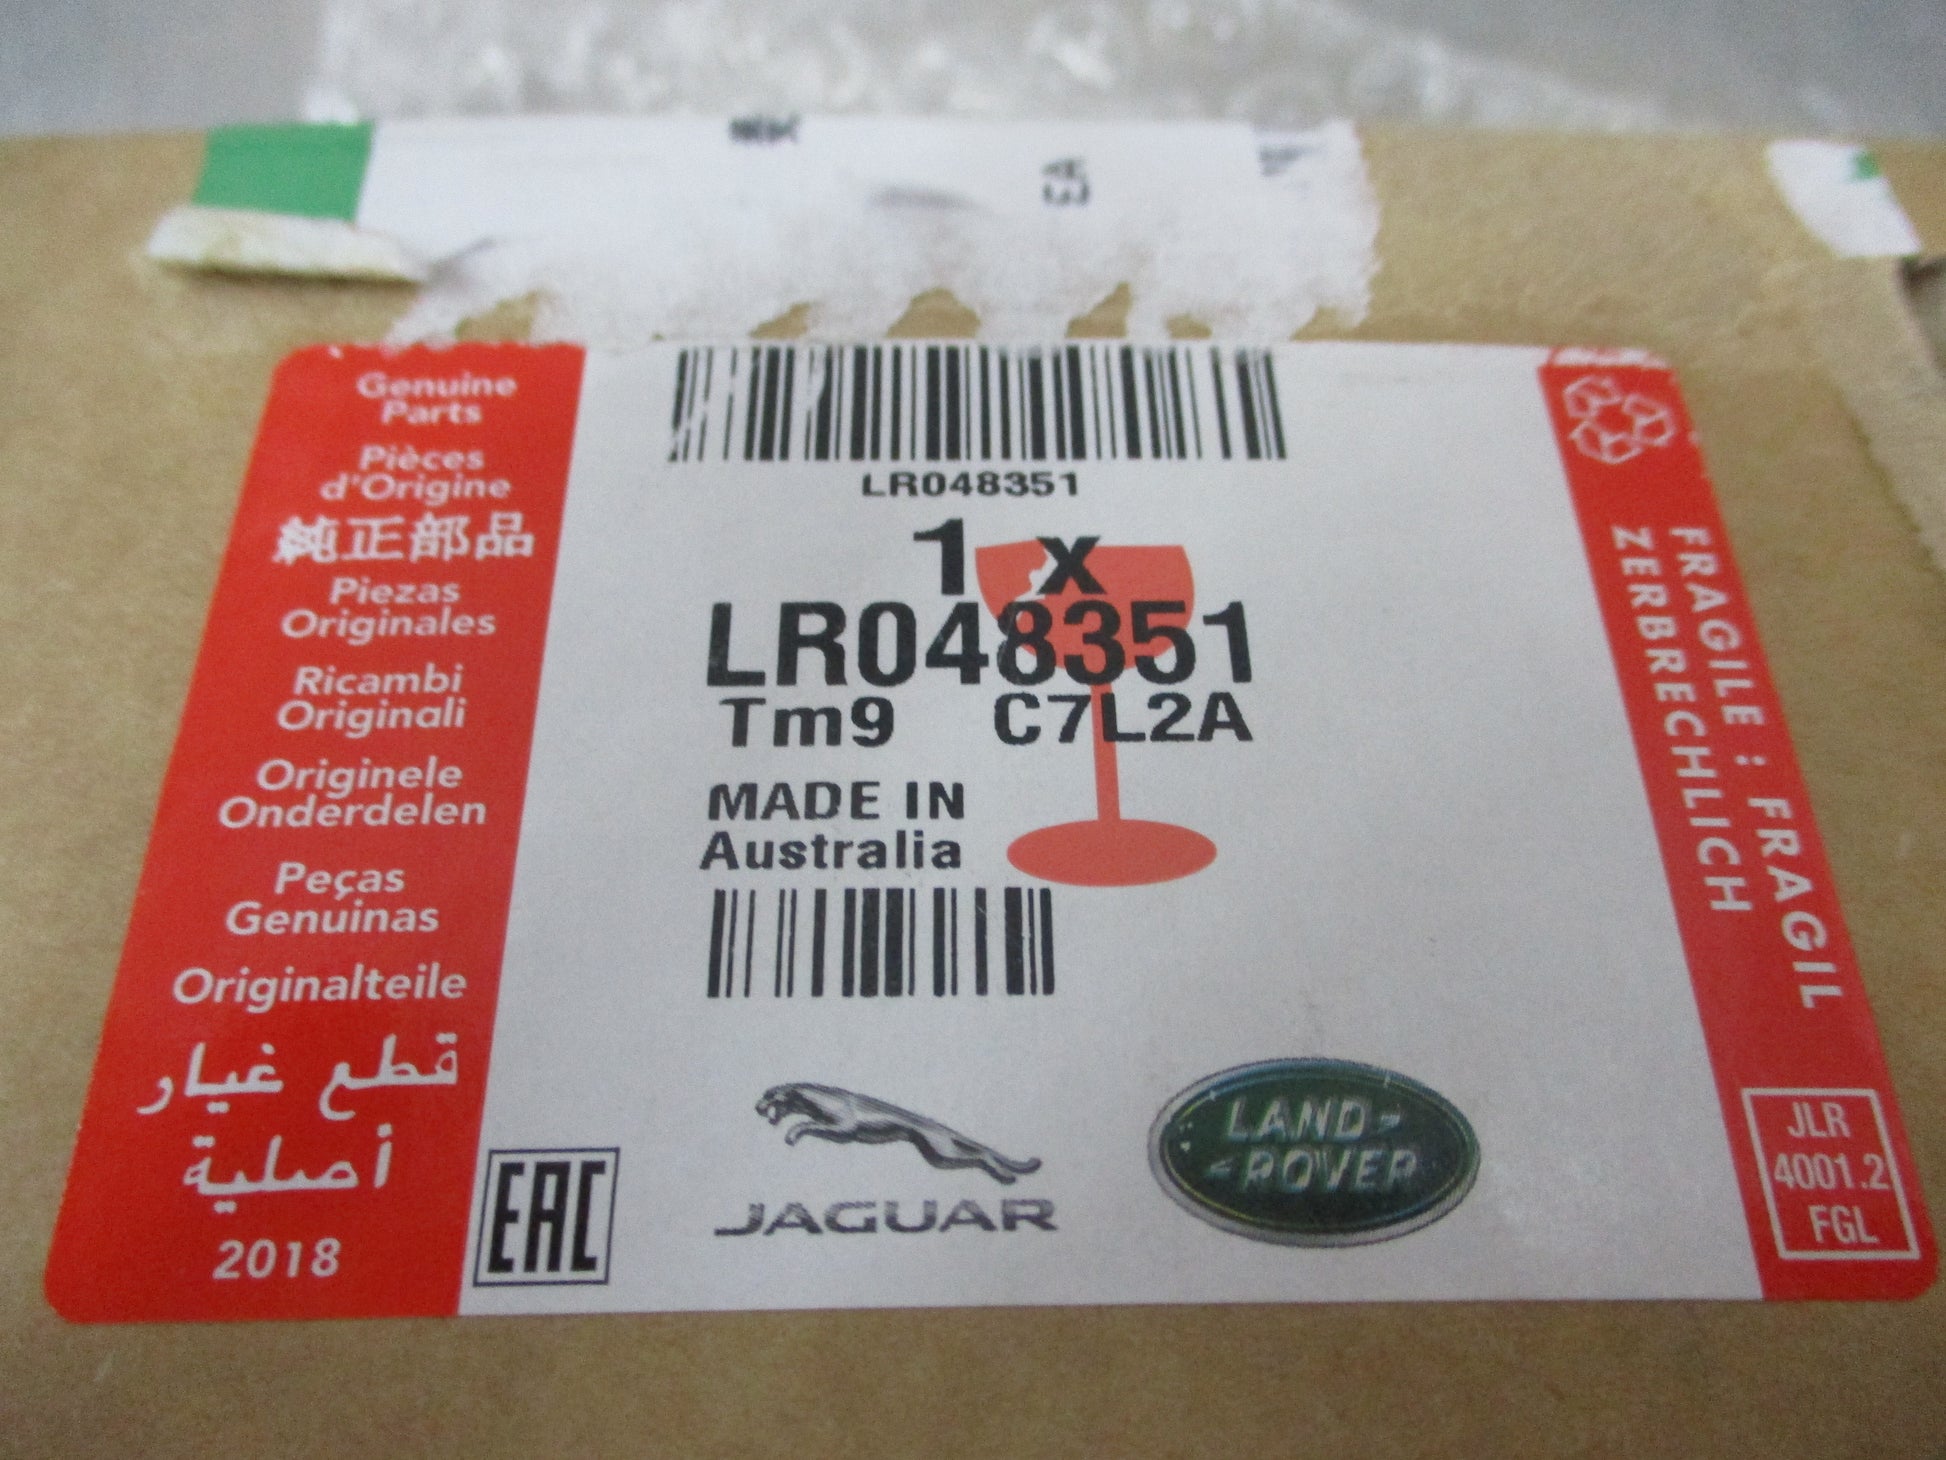 Genuine
Parts
Pièces
d'Origine
純正部品
Piezas
Originales
Ricambi
Originali
Originele
Onderdelen
Peças
Genuinas
Originalteile
قطع غيار
أصلية
2018
EAC
LR048351
1 x
LR048351
Tm9 C7L2A
MADE IN
Australia
JAGUAR
LAND-
-ROVER
FRAGILE : FRAGIL
ZERBRECHLICH
JLR
4001.2
FGL